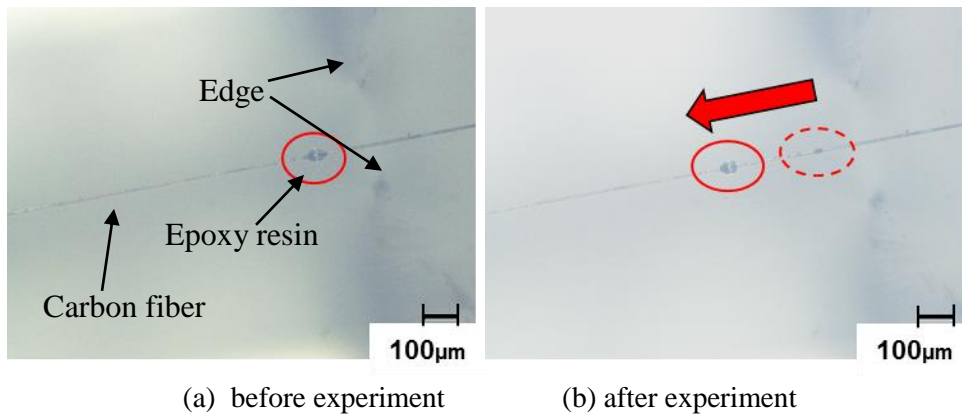 Edge
Epoxy resin
Carbon fiber
100μm
100μm
(a) before experiment
(b) after experiment